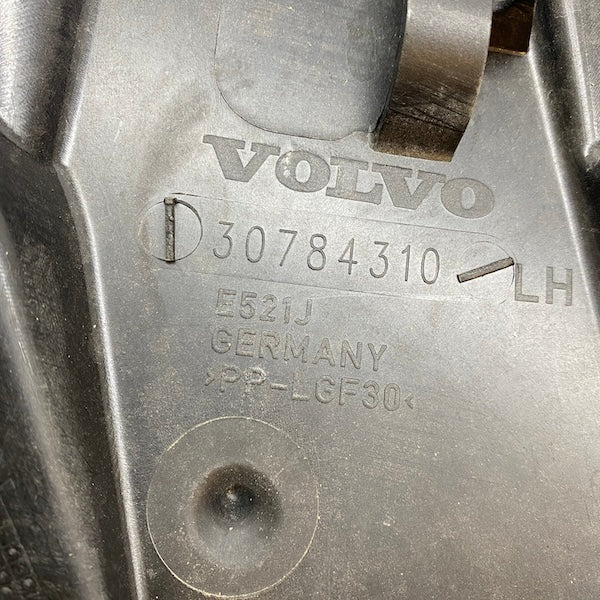 VOLVO
30784310 LH
E521J
GERMANY
>PP-LGF30<